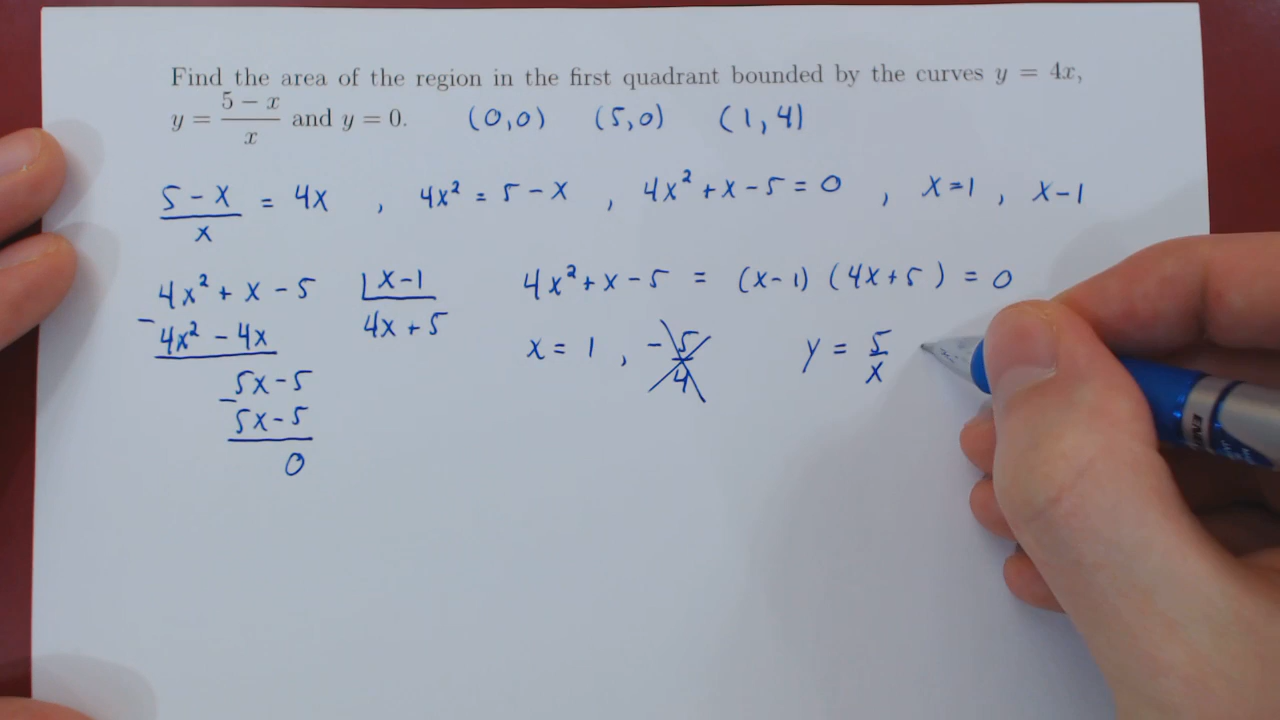 Find the area of the region in the first quadrant bounded by the curves y = 4x,
y = (5 − x)/x and y = 0. (0,0) (5,0) (1,4)
(5 − x)/x = 4x , 4x² = 5 − x , 4x² + x − 5 = 0 , x = 1 , x − 1
4x² + x − 5 | x − 1
− 4x² − 4x 4x + 5
5x − 5
− 5x − 5
0
4x² + x − 5 = (x − 1) (4x + 5) = 0
x = 1 , −5/4 y = 5/x